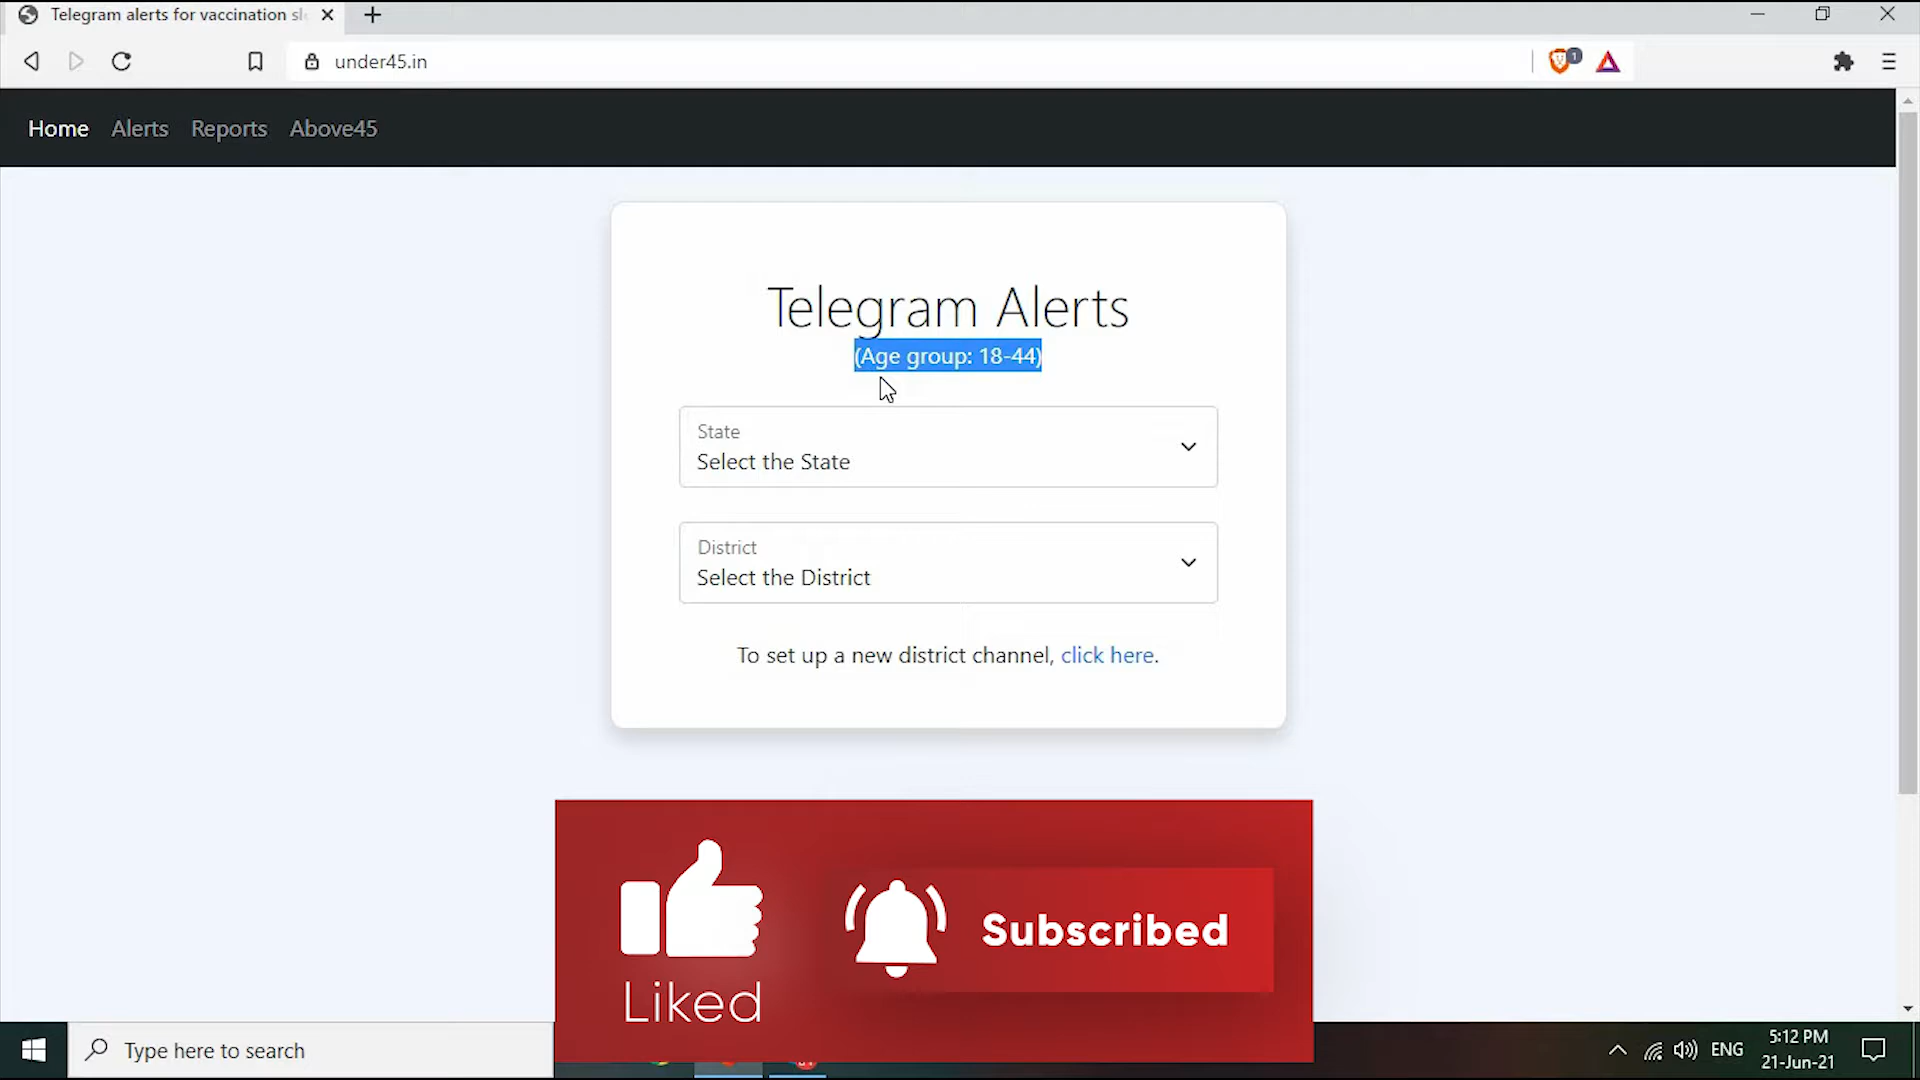 Telegram alerts for vaccination sl
under45.in
1
Home Alerts Reports Above45
Telegram Alerts
(Age group: 18-44)
State
Select the State
District
Select the District
To set up a new district channel, click here.
Liked
Subscribed
Type here to search
ENG
5:12 PM
21-Jun-21